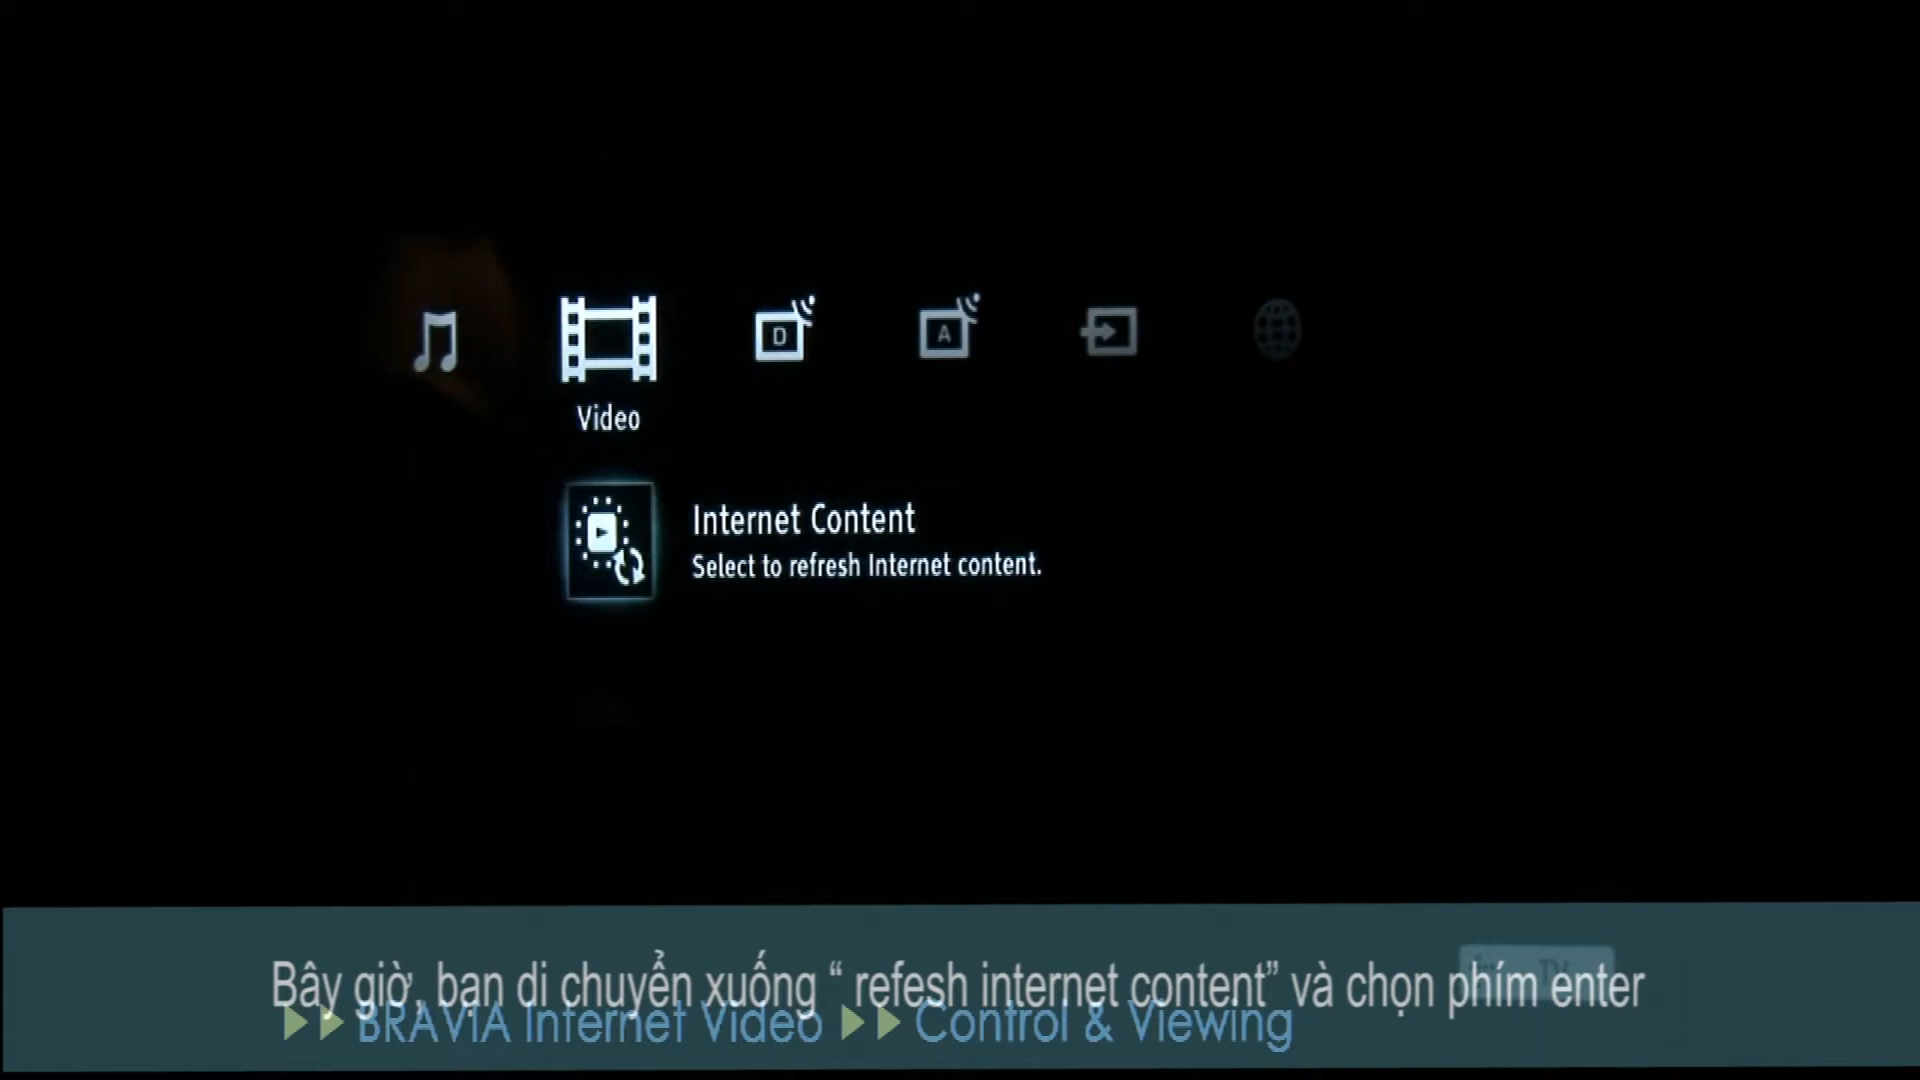 D
A
Video
Internet Content
Select to refresh Internet content.
Bây giờ, bạn di chuyển xuống “ refesh internet content” và chọn phím enter
BRAVIA Internet Video Control & Viewing